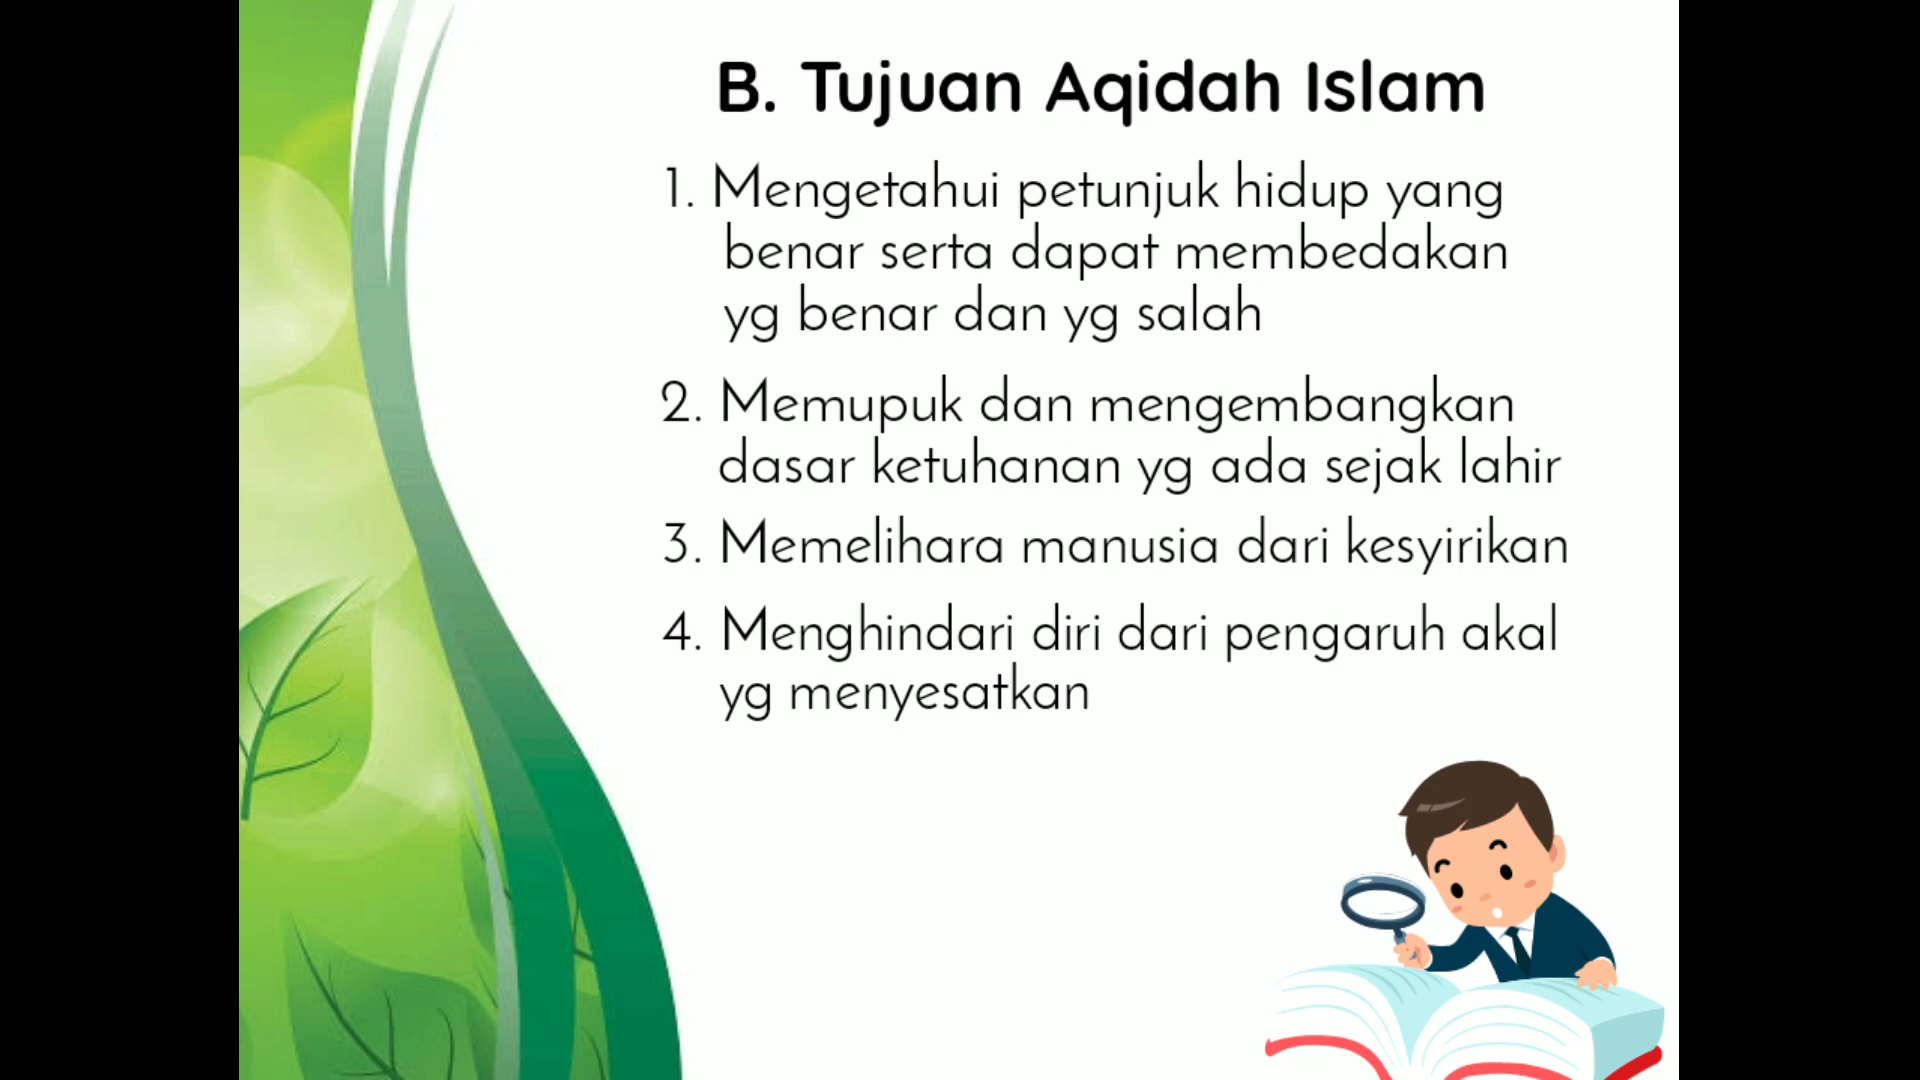 B. Tujuan Aqidah Islam
1. Mengetahui petunjuk hidup yang
benar serta dapat membedakan
yg benar dan yg salah
2. Memupuk dan mengembangkan
dasar ketuhanan yg ada sejak lahir
3. Memelihara manusia dari kesyirikan
4. Menghindari diri dari pengaruh akal
yg menyesatkan